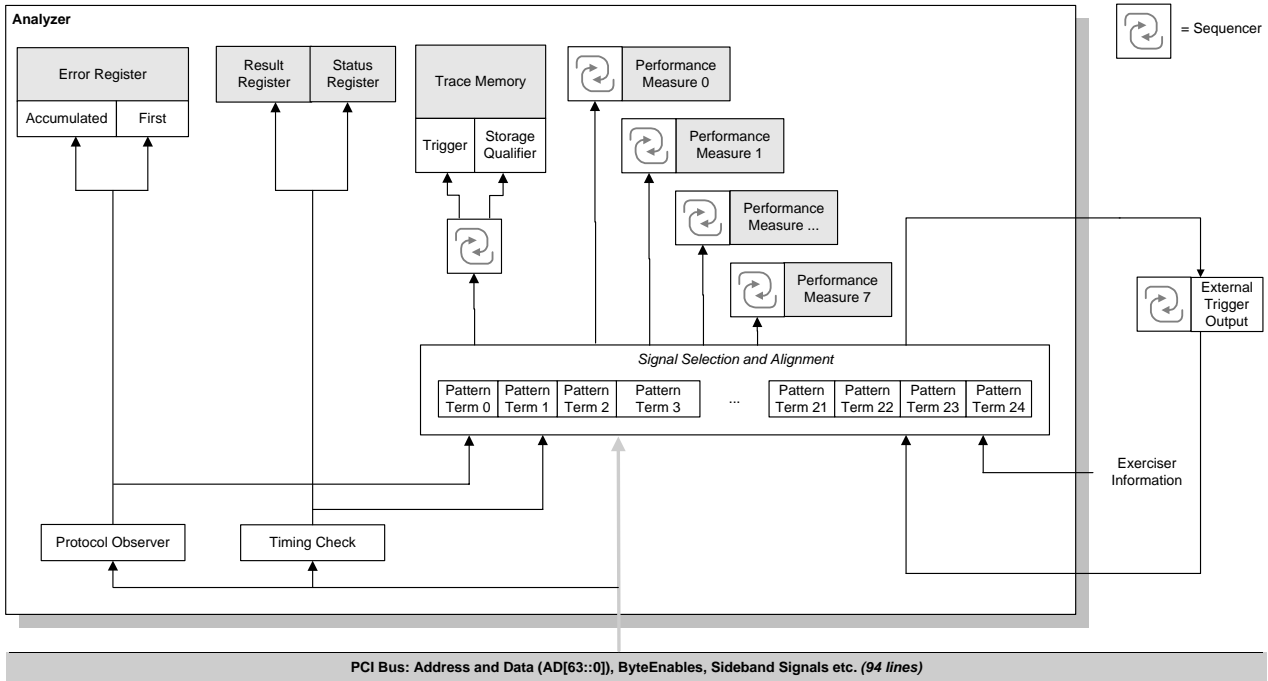 Analyzer
= Sequencer
Error Register
Accumulated
First
Result
Register
Status
Register
Trace Memory
Trigger
Storage
Qualifier
Performance
Measure 0
Performance
Measure 1
Performance
Measure ...
Performance
Measure 7
External
Trigger
Output
Signal Selection and Alignment
Pattern
Term 0
Pattern
Term 1
Pattern
Term 2
Pattern
Term 3
...
Pattern
Term 21
Pattern
Term 22
Pattern
Term 23
Pattern
Term 24
Exerciser
Information
Protocol Observer
Timing Check
PCI Bus: Address and Data (AD[63::0]), ByteEnables, Sideband Signals etc. (94 lines)